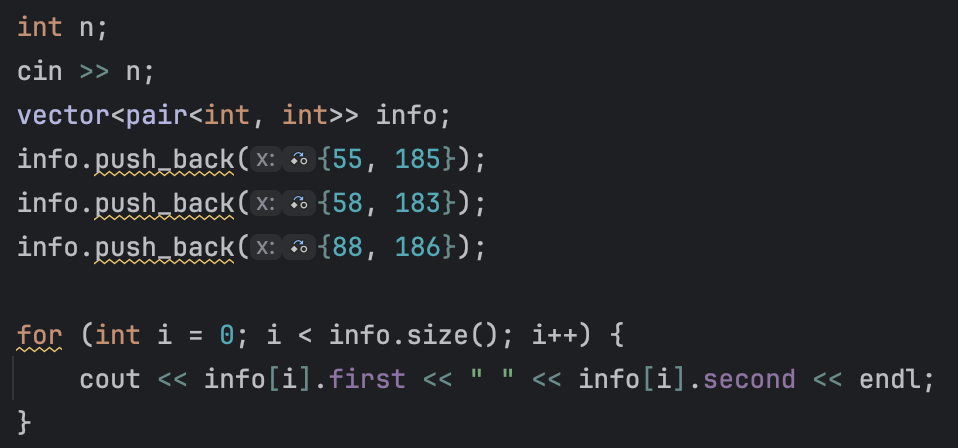 int n;
cin >> n;
vector<pair<int, int>> info;
info.push_back(x: {55, 185});
info.push_back(x: {58, 183});
info.push_back(x: {88, 186});
for (int i = 0; i < info.size(); i++) {
cout << info[i].first << " " << info[i].second << endl;
}